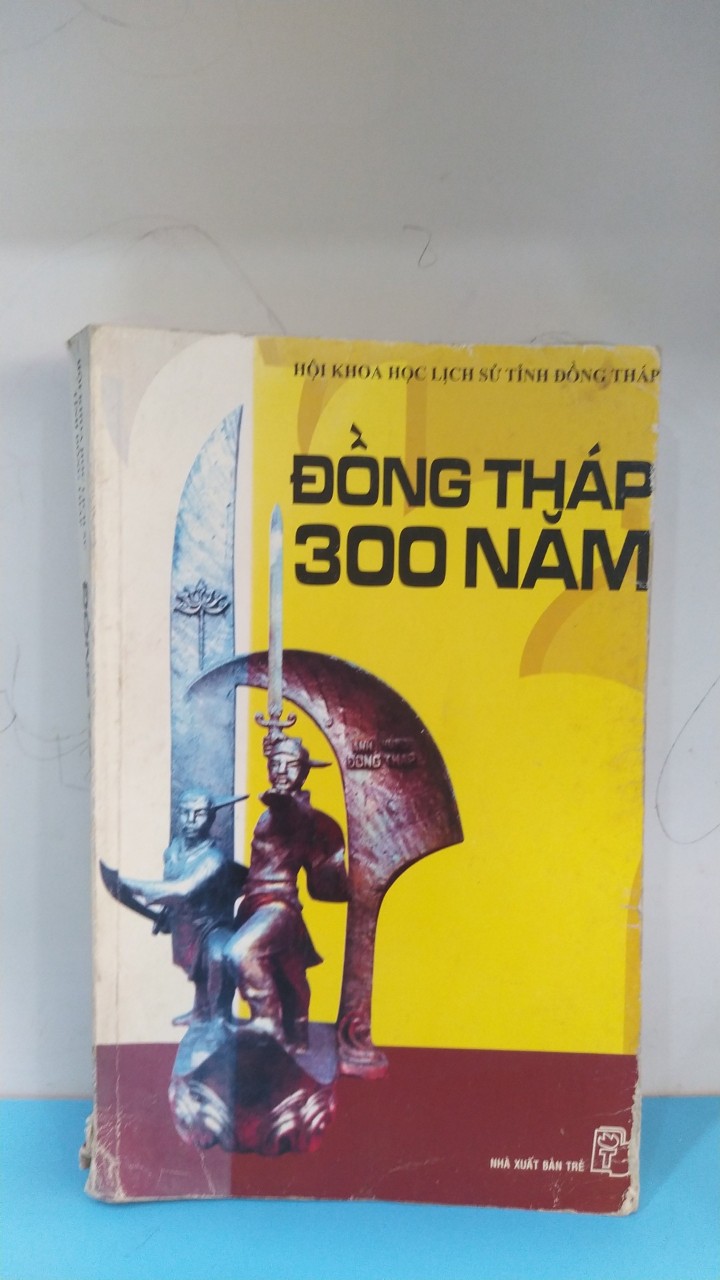 HỘI KHOA HỌC LỊCH SỬ TỈNH ĐỒNG THÁP
ĐỒNG THÁP
300 NĂM
ĐỒNG THÁP
NHÀ XUẤT BẢN TRẺ